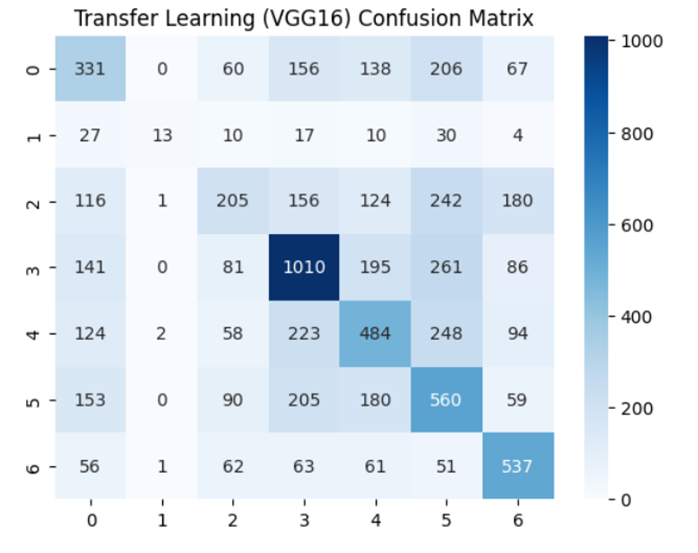 Transfer Learning (VGG16) Confusion Matrix
0 331 0 60 156 138 206 67
1 27 13 10 17 10 30 4
2 116 1 205 156 124 242 180
3 141 0 81 1010 195 261 86
4 124 2 58 223 484 248 94
5 153 0 90 205 180 560 59
6 56 1 62 63 61 51 537
0 1 2 3 4 5 6
1000
800
600
400
200
0